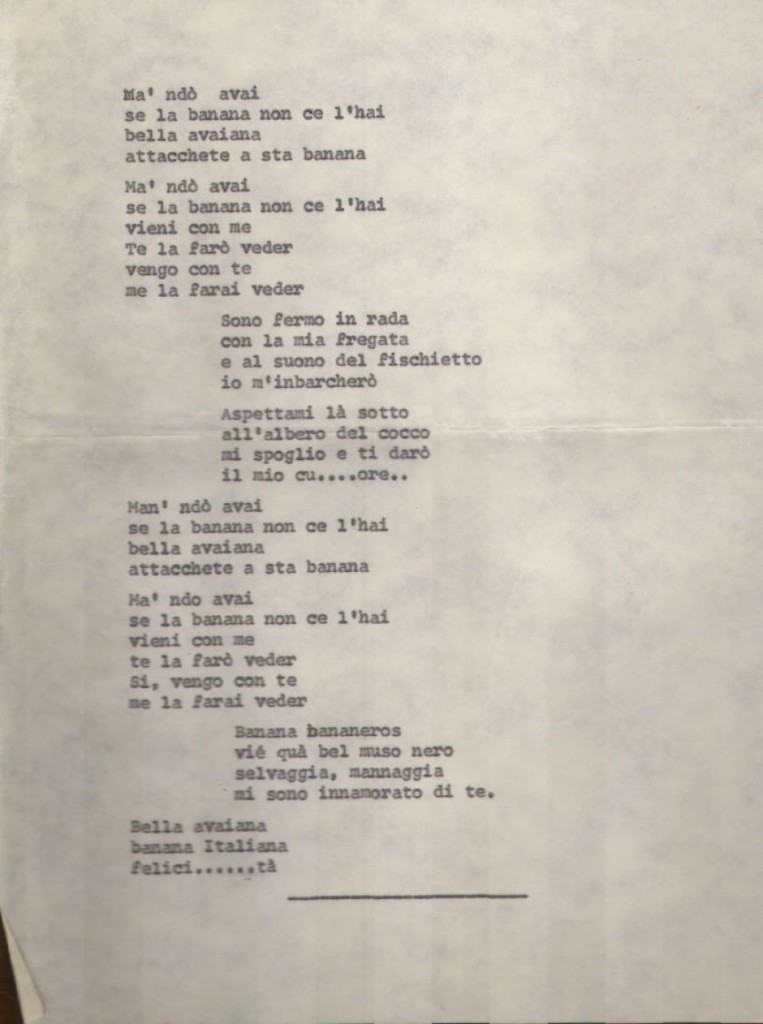 Ma' ndò  avai
se la banana non ce l'hai
bella avaiana
attacchete a sta banana
Ma' ndò avai
se la banana non ce l'hai
vieni con me
Te la farò veder
vengo con te
me la farai veder
Sono fermo in rada
con la mia fregata
e al suono del fischietto
io m'inbarcherò
Aspettami là sotto
all'albero del cocco
mi spoglio e ti darò
il mio cu....ore..
Man' ndò avai
se la banana non ce l'hai
bella avaiana
attacchete a sta banana
Ma' ndo avai
se la banana non ce l'hai
vieni con me
te la farò veder
Si, vengo con te
me la farai veder
Banana bananeros
vié quà bel muso nero
selvaggia, mannaggia
mi sono innamorato di te.
Bella avaiana
banana Italiana
felici......tà